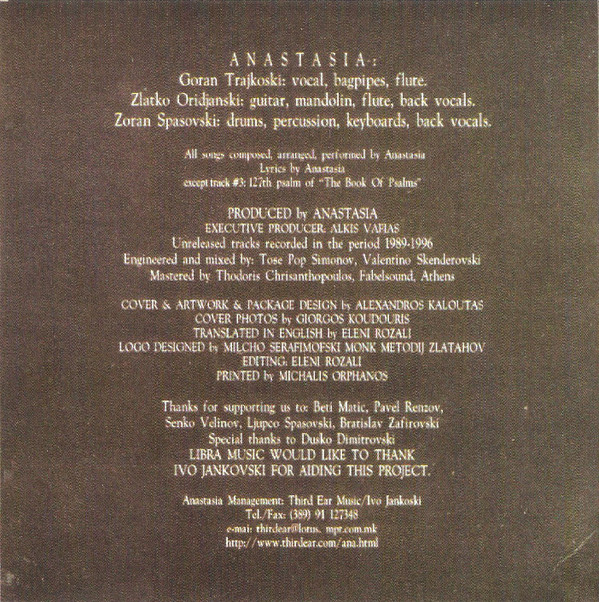 ANASTASIA:
Goran Trajkoski: vocal, bagpipes, flute.
Zlatko Oridjanski: guitar, mandolin, flute, back vocals.
Zoran Spasovski: drums, percussion, keyboards, back vocals.
All songs composed, arranged, performed by Anastasia
Lyrics by Anastasia
except track #3: 127th psalm of "The Book Of Psalms"
PRODUCED by ANASTASIA
EXECUTIVE PRODUCER: ALKIS VAFIAS
Unreleased tracks recorded in the period 1989-1996
Engineered and mixed by: Tose Pop Simonov, Valentino Skenderovski
Mastered by Thodoris Chrisanthopoulos, Fabelsound, Athens
COVER & ARTWORK & PACKAGE DESIGN by ALEXANDROS KALOUTAS
COVER PHOTOS by GIORGOS KOUDOURIS
TRANSLATED IN ENGLISH by ELENI ROZALI
LOGO DESIGNED by MILCHO SERAFIMOFSKI MONK METODIJ ZLATAHOV
EDITING: ELENI ROZALI
PRINTED by MICHALIS ORPHANOS
Thanks for supporting us to: Beti Matic, Pavel Renzov,
Senko Velinov, Ljupco Spasovski, Bratislav Zafirovski
Special thanks to Dusko Dimitrovski
LIBRA MUSIC WOULD LIKE TO THANK
IVO JANKOVSKI FOR AIDING THIS PROJECT.
Anastasia Management: Third Ear Music/Ivo Jankoski
Tel./Fax: (389) 91 127348
e-mai: thirdear@lotus. mpt.com.mk
http://www.thirdear.com/ana.html